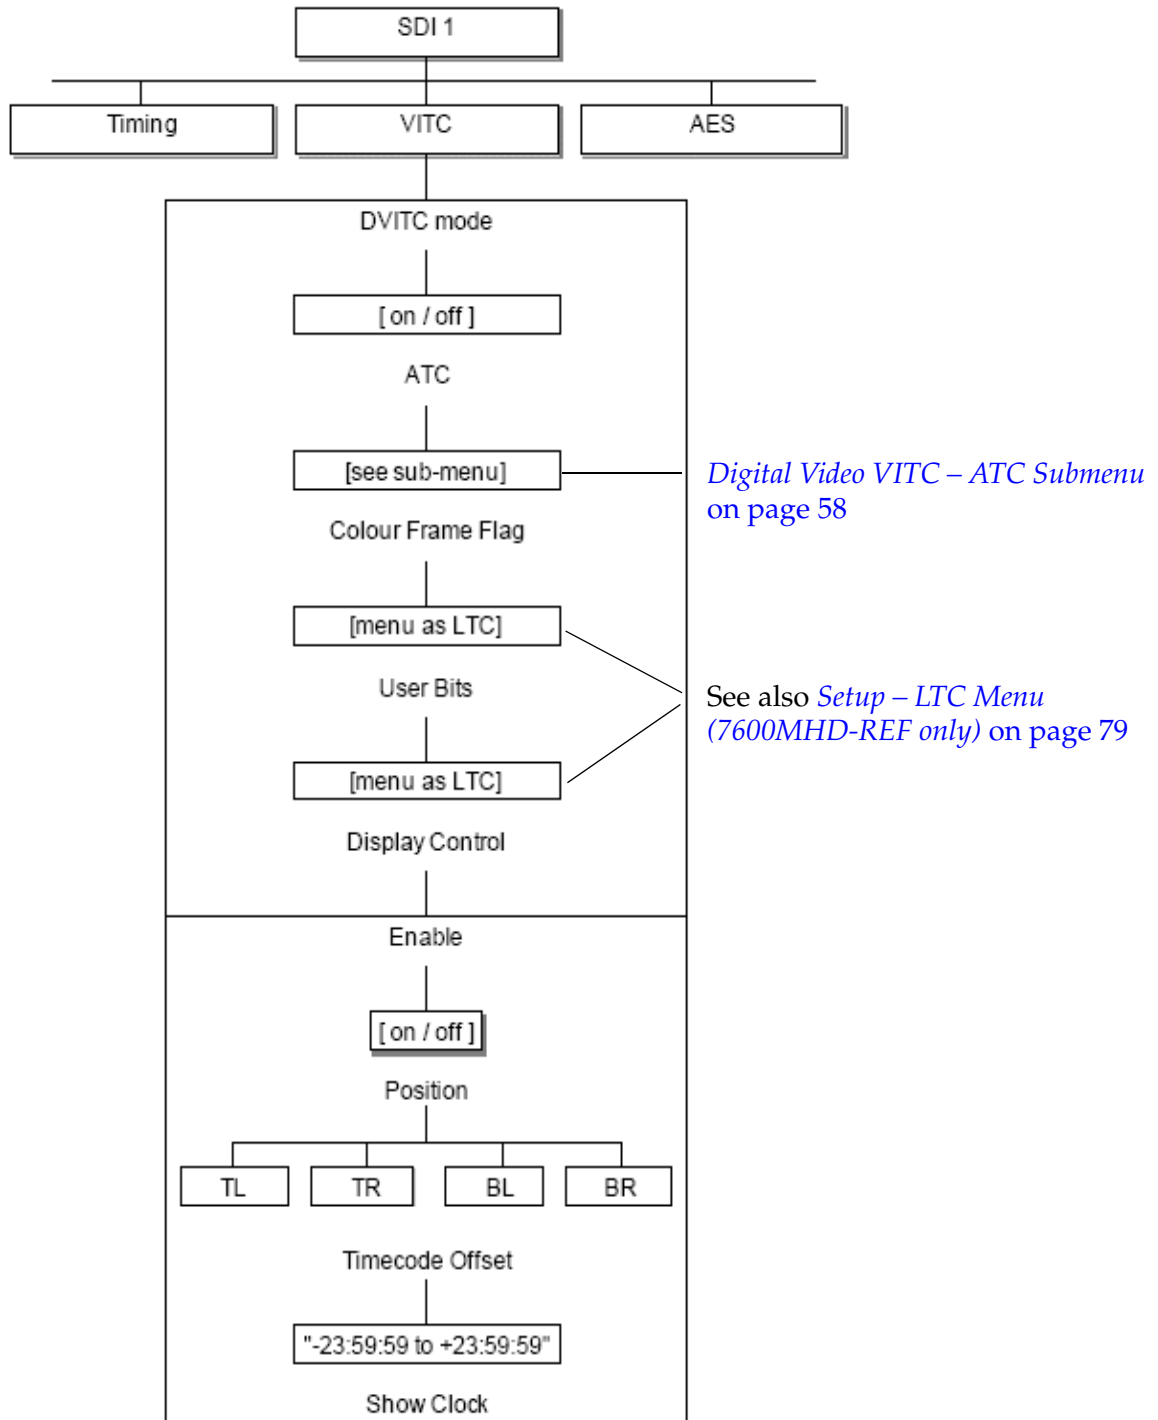 SDI 1
Timing
VITC
AES
DVITC mode
[ on / off ]
ATC
[see sub-menu]
Digital Video VITC – ATC Submenu
on page 58
Colour Frame Flag
[menu as LTC]
User Bits
See also Setup – LTC Menu
(7600MHD-REF only) on page 79
[menu as LTC]
Display Control
Enable
[ on / off ]
Position
TL
TR
BL
BR
Timecode Offset
"-23:59:59 to +23:59:59"
Show Clock